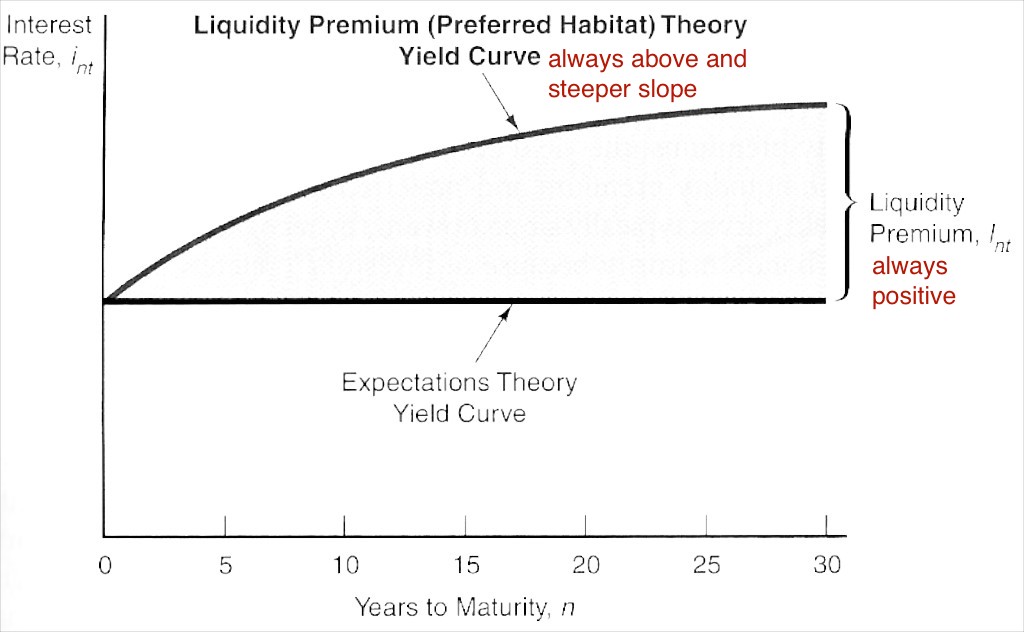 Interest
Rate, i_nt
Liquidity Premium (Preferred Habitat) Theory
Yield Curve always above and
steeper slope
Liquidity
Premium, l_nt
always
positive
Expectations Theory
Yield Curve
0 5 10 15 20 25 30
Years to Maturity, n